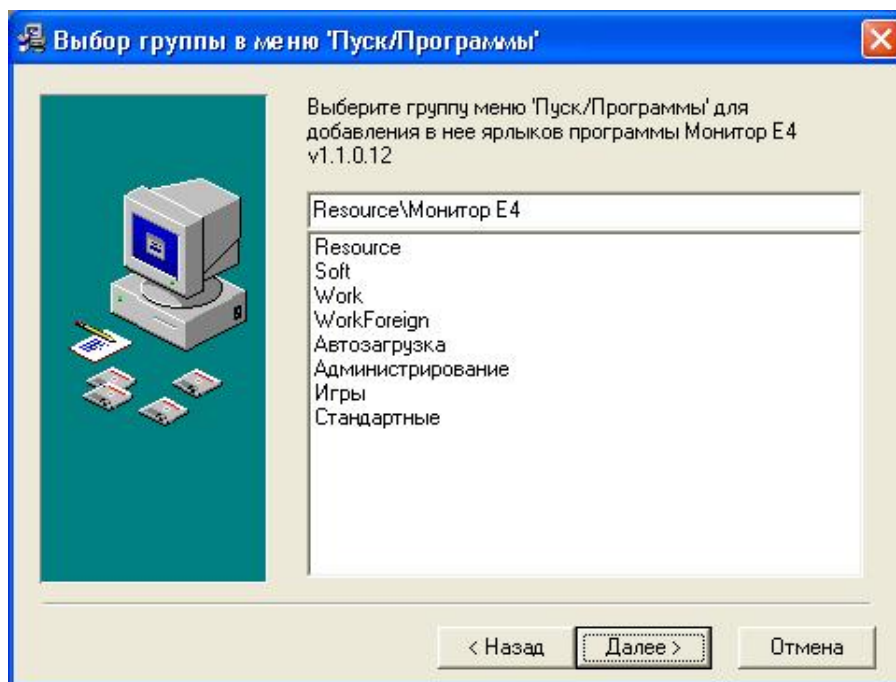 Выбор группы в меню 'Пуск/Программы'
Выберите группу меню 'Пуск/Программы' для
добавления в нее ярлыков программы Монитор E4
v1.1.0.12
Resource\Монитор E4
Resource
Soft
Work
WorkForeign
Автозагрузка
Администрирование
Игры
Стандартные
< Назад
Далее >
Отмена